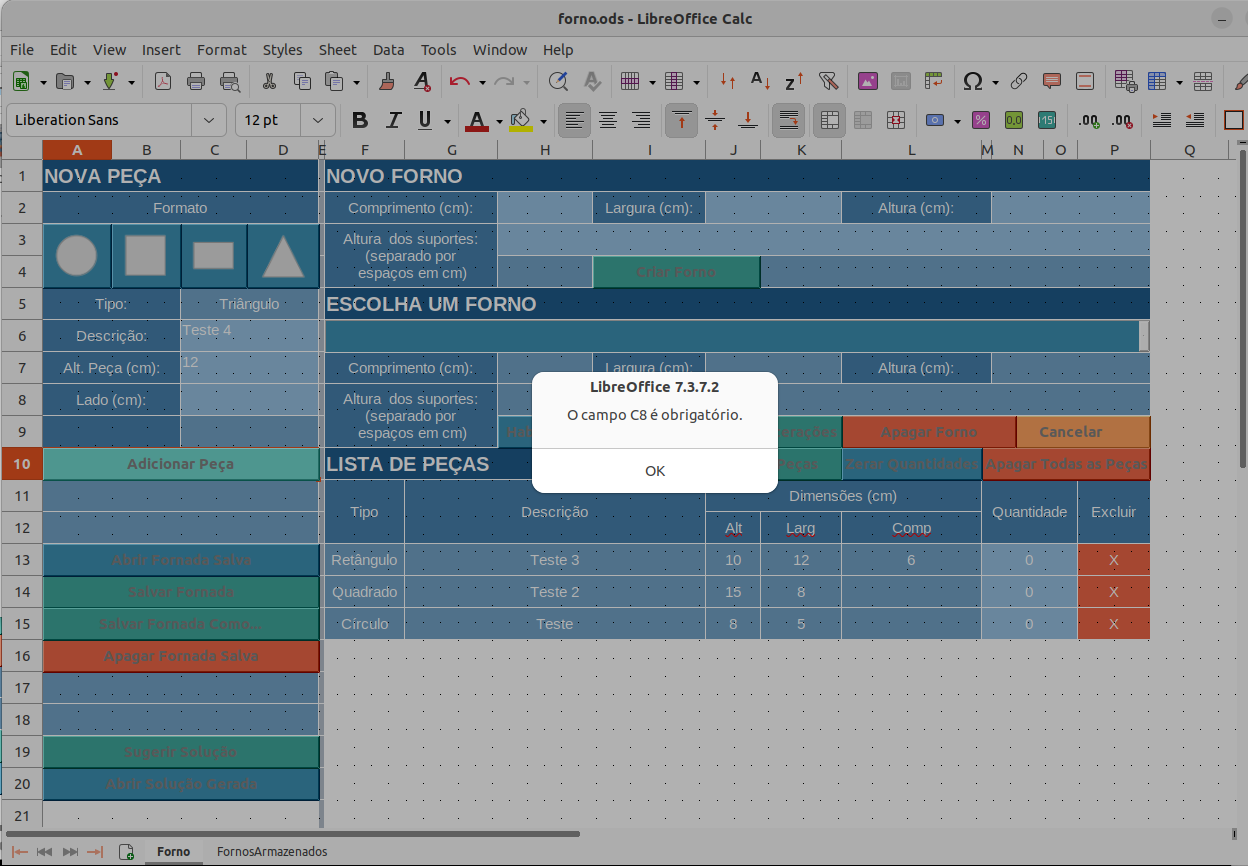 forno.ods - LibreOffice Calc
File Edit View Insert Format Styles Sheet Data Tools Window Help
Liberation Sans 12 pt
A B C D E F G H I J K L M N O P Q
1 NOVA PEÇA NOVO FORNO
2 Formato Comprimento (cm): Largura (cm): Altura (cm):
3 Altura dos suportes:
(separado por
4 espaços em cm) Criar Forno
5 Tipo: Triângulo ESCOLHA UM FORNO
6 Descrição: Teste 4
7 Alt. Peça (cm): 12 Comprimento (cm): Largura (cm): Altura (cm):
8 Lado (cm): Altura dos suportes:
(separado por
9 espaços em cm) Apagar Forno Cancelar
10 Adicionar Peça LISTA DE PEÇAS Zerar Quantidades Apagar Todas as Peças
LibreOffice 7.3.7.2
O campo C8 é obrigatório.
OK
11 Tipo Descrição Dimensões (cm) Quantidade Excluir
12 Alt Larg Comp
13 Abrir Fornada Salva Retângulo Teste 3 10 12 6 0 X
14 Salvar Fornada Quadrado Teste 2 15 8 0 X
15 Salvar Fornada Como... Círculo Teste 8 5 0 X
16 Apagar Fornada Salva
17
18
19 Sugerir Solução
20 Abrir Solução Gerada
21
Forno FornosArmazenados